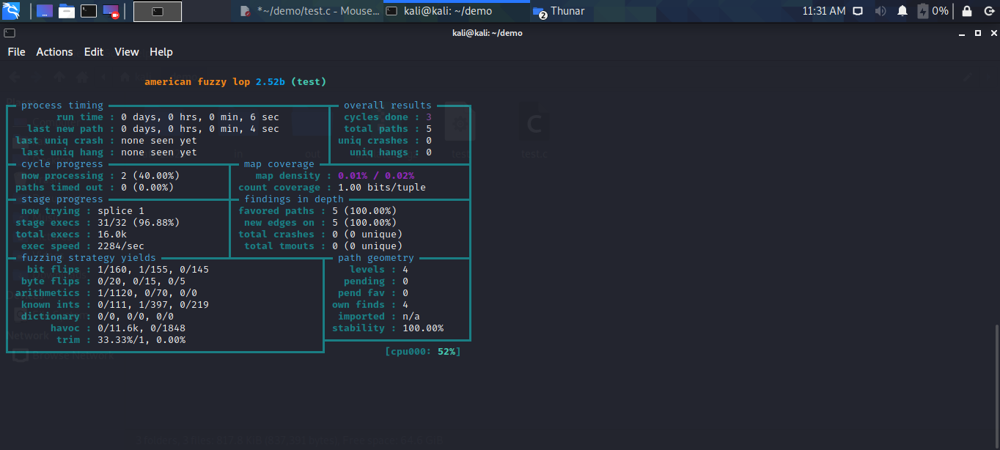 *~/demo/test.c - Mouse...
kali@kali: ~/demo
2
Thunar
11:31 AM
0%
kali@kali: ~/demo
File Actions Edit View Help
american fuzzy lop 2.52b (test)
process timing
run time : 0 days, 0 hrs, 0 min, 6 sec
last new path : 0 days, 0 hrs, 0 min, 4 sec
last uniq crash : none seen yet
last uniq hang : none seen yet
overall results
cycles done : 3
total paths : 5
uniq crashes : 0
uniq hangs : 0
cycle progress
now processing : 2 (40.00%)
paths timed out : 0 (0.00%)
map coverage
map density : 0.01% / 0.02%
count coverage : 1.00 bits/tuple
stage progress
now trying : splice 1
stage execs : 31/32 (96.88%)
total execs : 16.0k
exec speed : 2284/sec
findings in depth
favored paths : 5 (100.00%)
new edges on : 5 (100.00%)
total crashes : 0 (0 unique)
total tmouts : 0 (0 unique)
fuzzing strategy yields
bit flips : 1/160, 1/155, 0/145
byte flips : 0/20, 0/15, 0/5
arithmetics : 1/1120, 0/70, 0/0
known ints : 0/111, 1/397, 0/219
dictionary : 0/0, 0/0, 0/0
havoc : 0/11.6k, 0/1848
trim : 33.33%/1, 0.00%
path geometry
levels : 4
pending : 0
pend fav : 0
own finds : 4
imported : n/a
stability : 100.00%
[cpu000: 52%]
in
out
test
test.c
C
Network
Browse Network